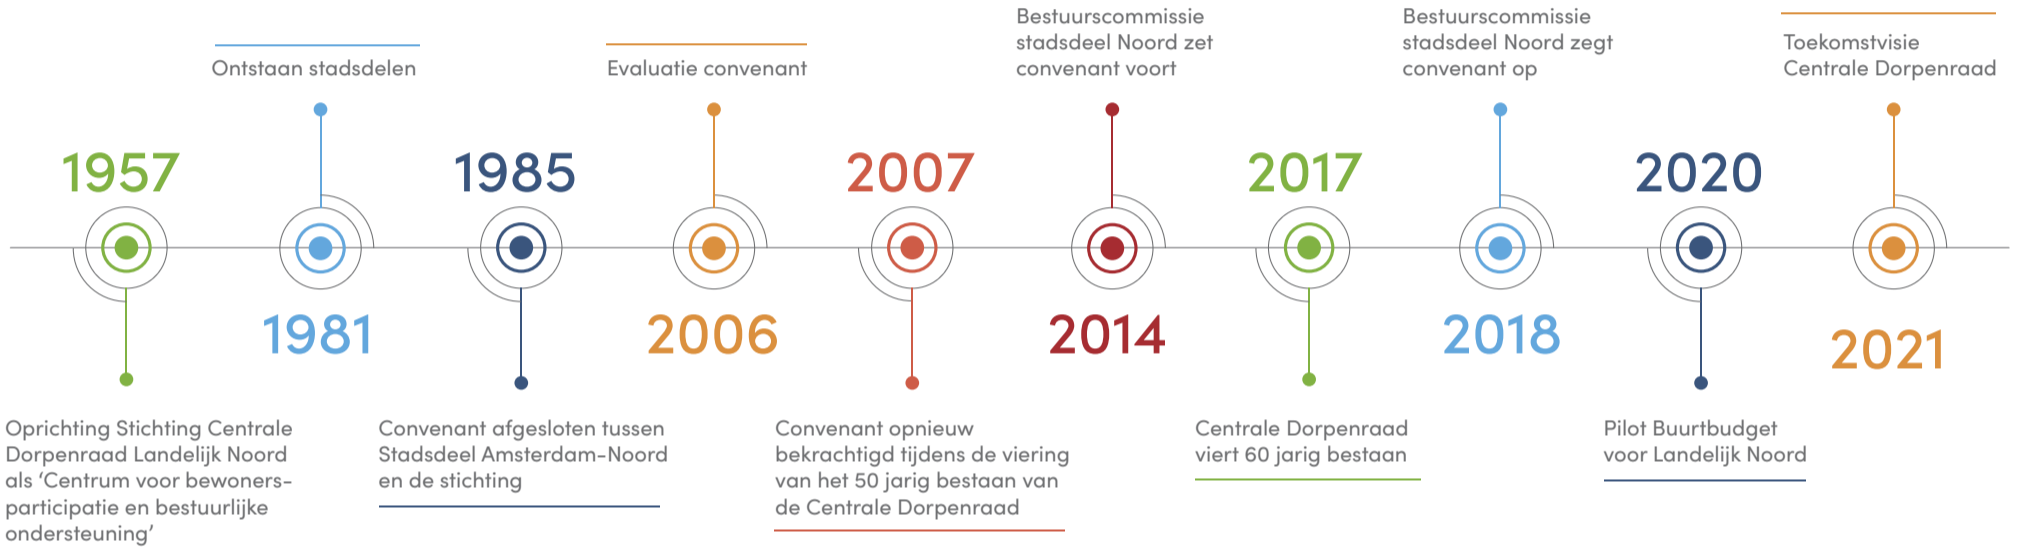 1957
Oprichting Stichting Centrale
Dorpenraad Landelijk Noord
als ‘Centrum voor bewoners-
participatie en bestuurlijke
ondersteuning’
Ontstaan stadsdelen
1981
1985
Convenant afgesloten tussen
Stadsdeel Amsterdam-Noord
en de stichting
Evaluatie convenant
2006
2007
Convenant opnieuw
bekrachtigd tijdens de viering
van het 50 jarig bestaan van
de Centrale Dorpenraad
Bestuurscommissie
stadsdeel Noord zet
convenant voort
2014
2017
Centrale Dorpenraad
viert 60 jarig bestaan
Bestuurscommissie
stadsdeel Noord zegt
convenant op
2018
2020
Pilot Buurtbudget
voor Landelijk Noord
Toekomstvisie
Centrale Dorpenraad
2021